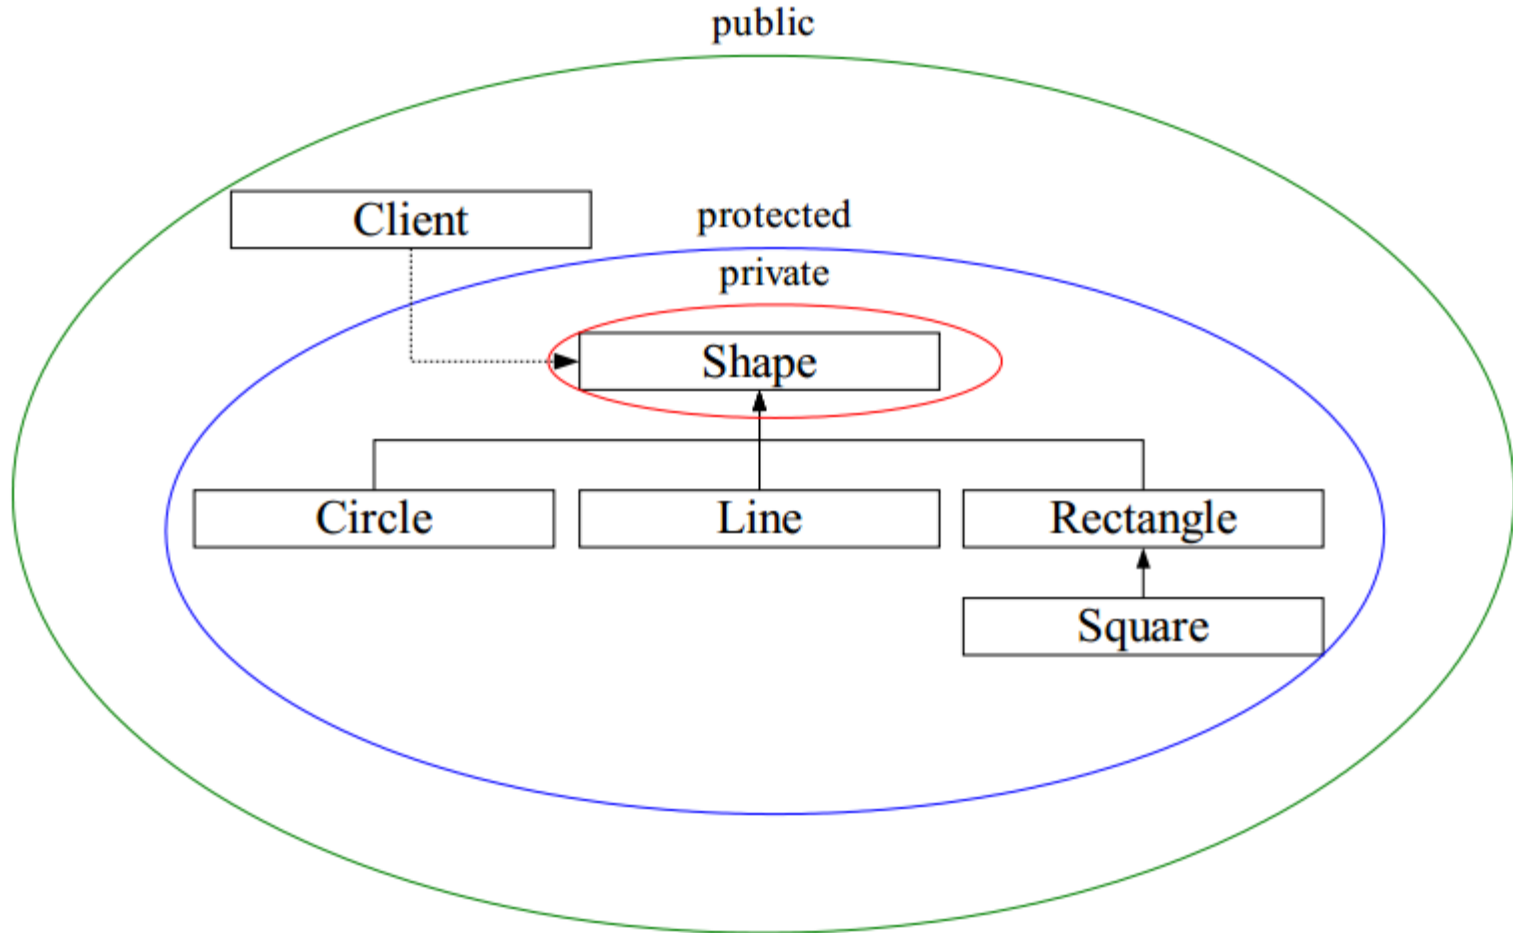 public
Client
protected
private
Shape
Circle
Line
Rectangle
Square